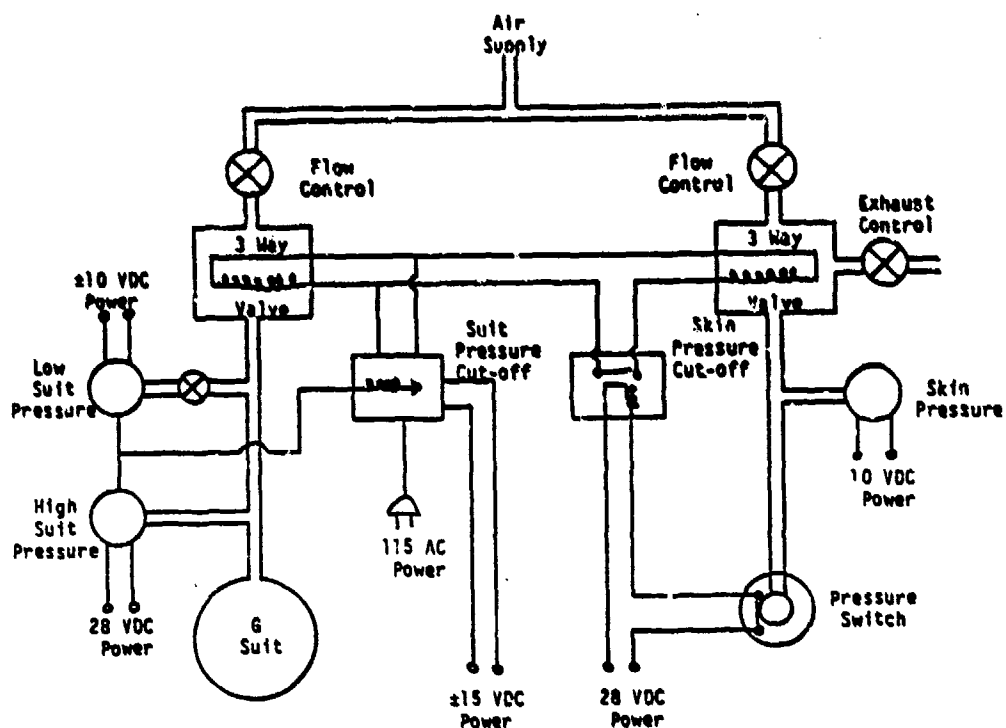 Air
Supply
Flow
Control
Flow
Control
Exhaust
Control
3 Way
Valve
3 Way
Valve
±10 VDC
Power
Low
Suit
Pressure
Suit
Pressure
Cut-off
Skin
Pressure
Cut-off
Skin
Pressure
10 VDC
Power
High
Suit
Pressure
28 VDC
Power
115 AC
Power
G
Suit
Pressure
Switch
±15 VDC
Power
28 VDC
Power